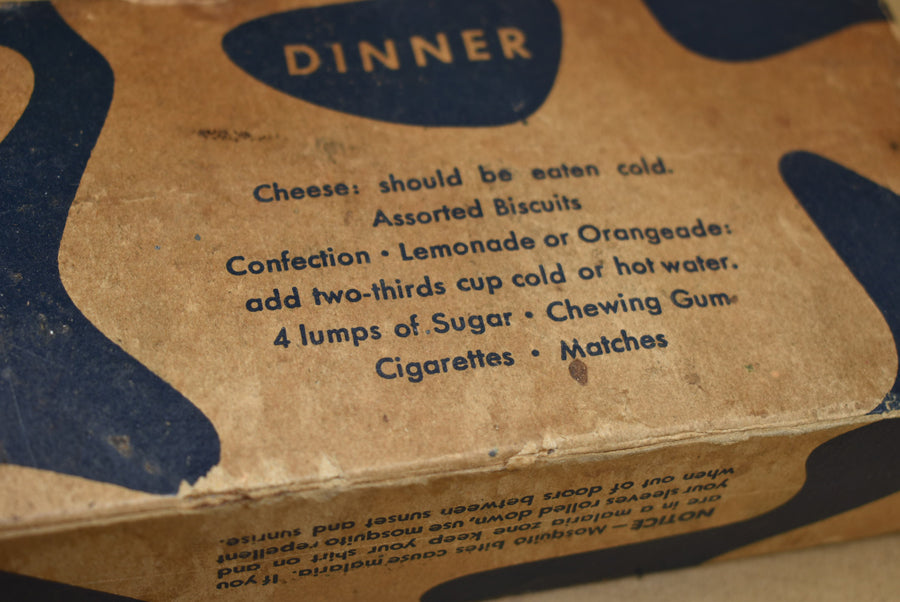 DINNER
Cheese: should be eaten cold.
Assorted Biscuits
Confection • Lemonade or Orangeade:
add two-thirds cup cold or hot water.
4 lumps of Sugar • Chewing Gum
Cigarettes • Matches
NOTICE—Mosquito bites cause malaria. If you
are in a malaria zone keep your shirt on and
your sleeves rolled down, use mosquito repellent
when out of doors between sunset and sunrise.